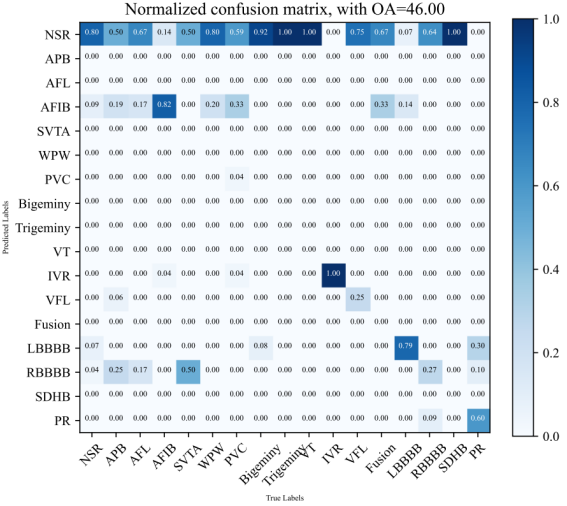 Normalized confusion matrix, with OA=46.00
NSR 0.80 0.50 0.67 0.14 0.50 0.80 0.59 0.92 1.00 1.00 0.00 0.75 0.67 0.07 0.64 1.00 0.00
APB 0.00 0.00 0.00 0.00 0.00 0.00 0.00 0.00 0.00 0.00 0.00 0.00 0.00 0.00 0.00 0.00 0.00
AFL 0.00 0.00 0.00 0.00 0.00 0.00 0.00 0.00 0.00 0.00 0.00 0.00 0.00 0.00 0.00 0.00 0.00
AFIB 0.09 0.19 0.17 0.82 0.00 0.20 0.33 0.00 0.00 0.00 0.00 0.00 0.33 0.14 0.00 0.00 0.00
SVTA 0.00 0.00 0.00 0.00 0.00 0.00 0.00 0.00 0.00 0.00 0.00 0.00 0.00 0.00 0.00 0.00 0.00
WPW 0.00 0.00 0.00 0.00 0.00 0.00 0.00 0.00 0.00 0.00 0.00 0.00 0.00 0.00 0.00 0.00 0.00
PVC 0.00 0.00 0.00 0.00 0.00 0.00 0.04 0.00 0.00 0.00 0.00 0.00 0.00 0.00 0.00 0.00 0.00
Bigeminy 0.00 0.00 0.00 0.00 0.00 0.00 0.00 0.00 0.00 0.00 0.00 0.00 0.00 0.00 0.00 0.00 0.00
Trigeminy 0.00 0.00 0.00 0.00 0.00 0.00 0.00 0.00 0.00 0.00 0.00 0.00 0.00 0.00 0.00 0.00 0.00
VT 0.00 0.00 0.00 0.00 0.00 0.00 0.00 0.00 0.00 0.00 0.00 0.00 0.00 0.00 0.00 0.00 0.00
IVR 0.00 0.00 0.00 0.04 0.00 0.00 0.04 0.00 0.00 0.00 1.00 0.00 0.00 0.00 0.00 0.00 0.00
VFL 0.00 0.06 0.00 0.00 0.00 0.00 0.00 0.00 0.00 0.00 0.00 0.25 0.00 0.00 0.00 0.00 0.00
Fusion 0.00 0.00 0.00 0.00 0.00 0.00 0.00 0.00 0.00 0.00 0.00 0.00 0.00 0.00 0.00 0.00 0.00
LBBBB 0.07 0.00 0.00 0.00 0.00 0.00 0.00 0.08 0.00 0.00 0.00 0.00 0.00 0.79 0.00 0.00 0.30
RBBBB 0.04 0.25 0.17 0.00 0.50 0.00 0.00 0.00 0.00 0.00 0.00 0.00 0.00 0.00 0.27 0.00 0.10
SDHB 0.00 0.00 0.00 0.00 0.00 0.00 0.00 0.00 0.00 0.00 0.00 0.00 0.00 0.00 0.00 0.00 0.00
PR 0.00 0.00 0.00 0.00 0.00 0.00 0.00 0.00 0.00 0.00 0.00 0.00 0.00 0.00 0.09 0.00 0.60
NSR APB AFL AFIB SVTA WPW PVC Bigeminy Trigeminy VT IVR VFL Fusion LBBBB RBBBB SDHB PR
True Labels
Predicted Labels
1.0
0.8
0.6
0.4
0.2
0.0